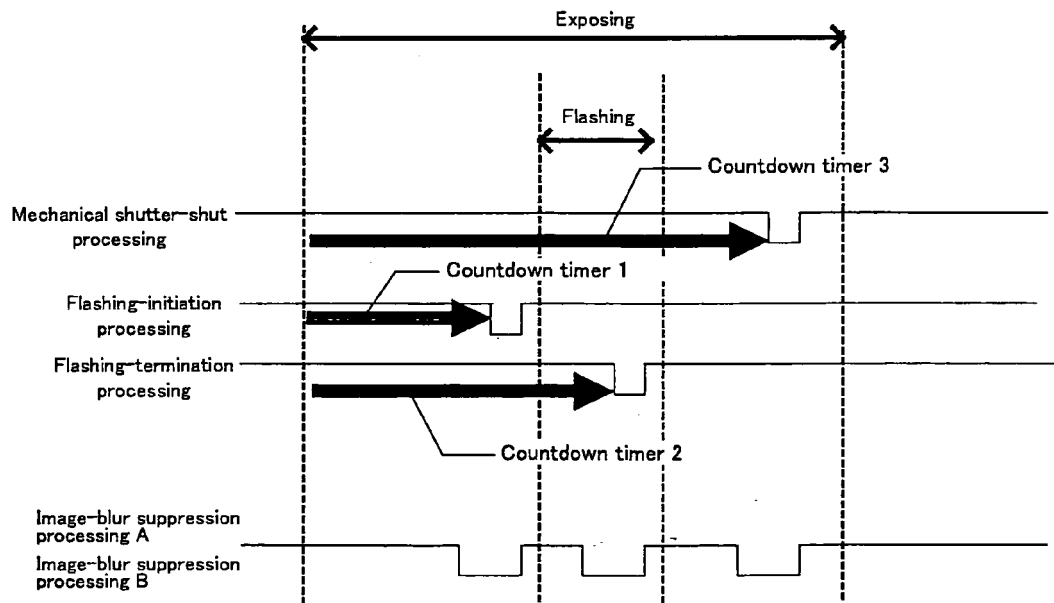 Exposing
Flashing
Countdown timer 3
Mechanical shutter-shut
processing
Countdown timer 1
Flashing-initiation
processing
Flashing-termination
processing
Countdown timer 2
Image-blur suppression
processing A
Image-blur suppression
processing B